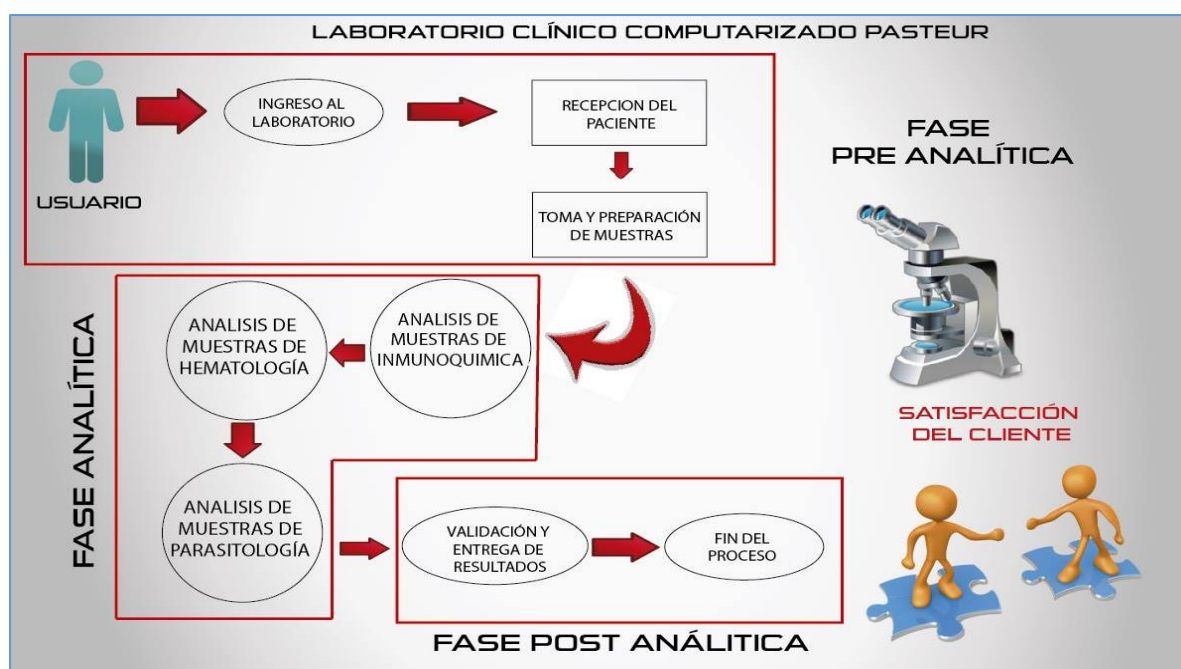 LABORATORIO CLÍNICO COMPUTARIZADO PASTEUR
USUARIO
INGRESO AL
LABORATORIO
RECEPCION DEL
PACIENTE
TOMA Y PREPARACIÓN
DE MUESTRAS
FASE
PRE ANALÍTICA
FASE ANALÍTICA
ANALISIS DE
MUESTRAS DE
INMUNOQUIMICA
ANALISIS DE
MUESTRAS DE
HEMATOLOGÍA
ANALISIS DE
MUESTRAS DE
PARASITOLOGÍA
VALIDACIÓN Y
ENTREGA DE
RESULTADOS
FIN DEL
PROCESO
FASE POST ANÁLITICA
SATISFACCIÓN
DEL CLIENTE